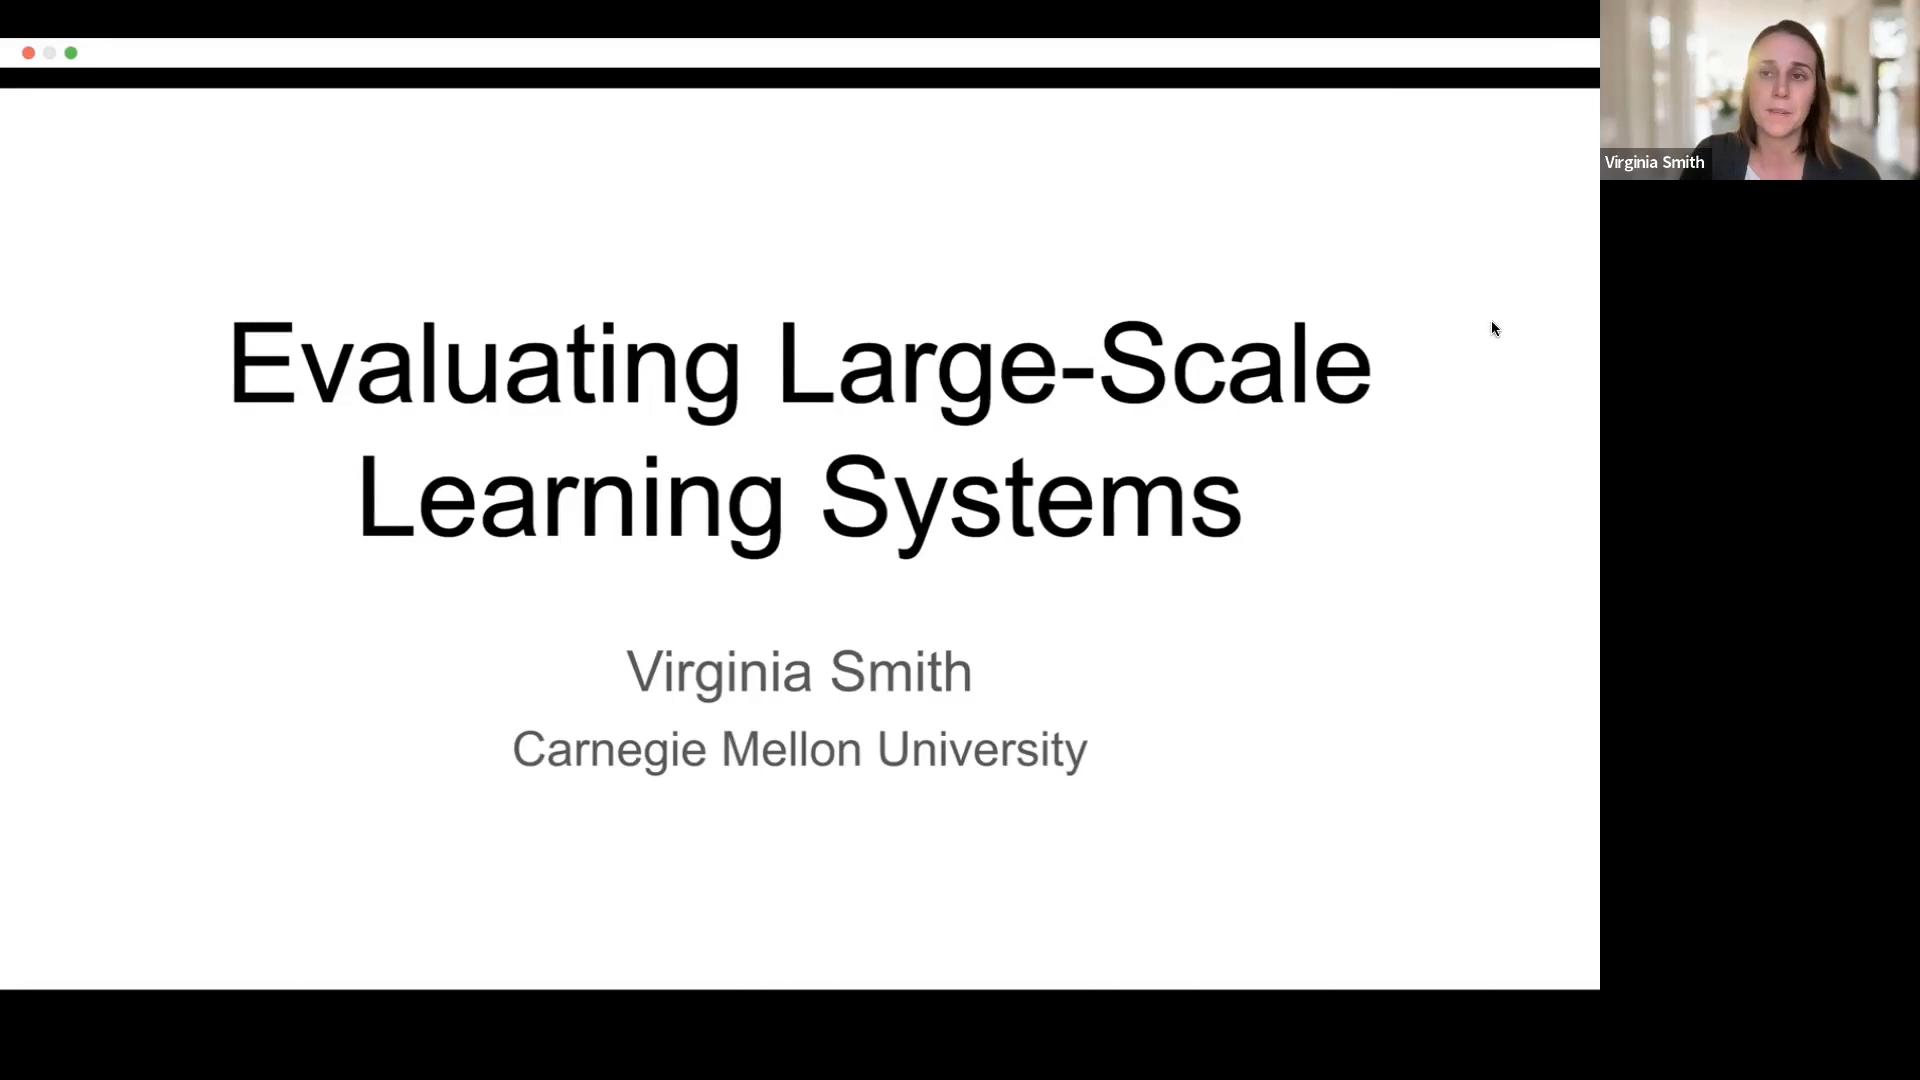 Evaluating Large-Scale
Learning Systems
Virginia Smith
Carnegie Mellon University
Virginia Smith